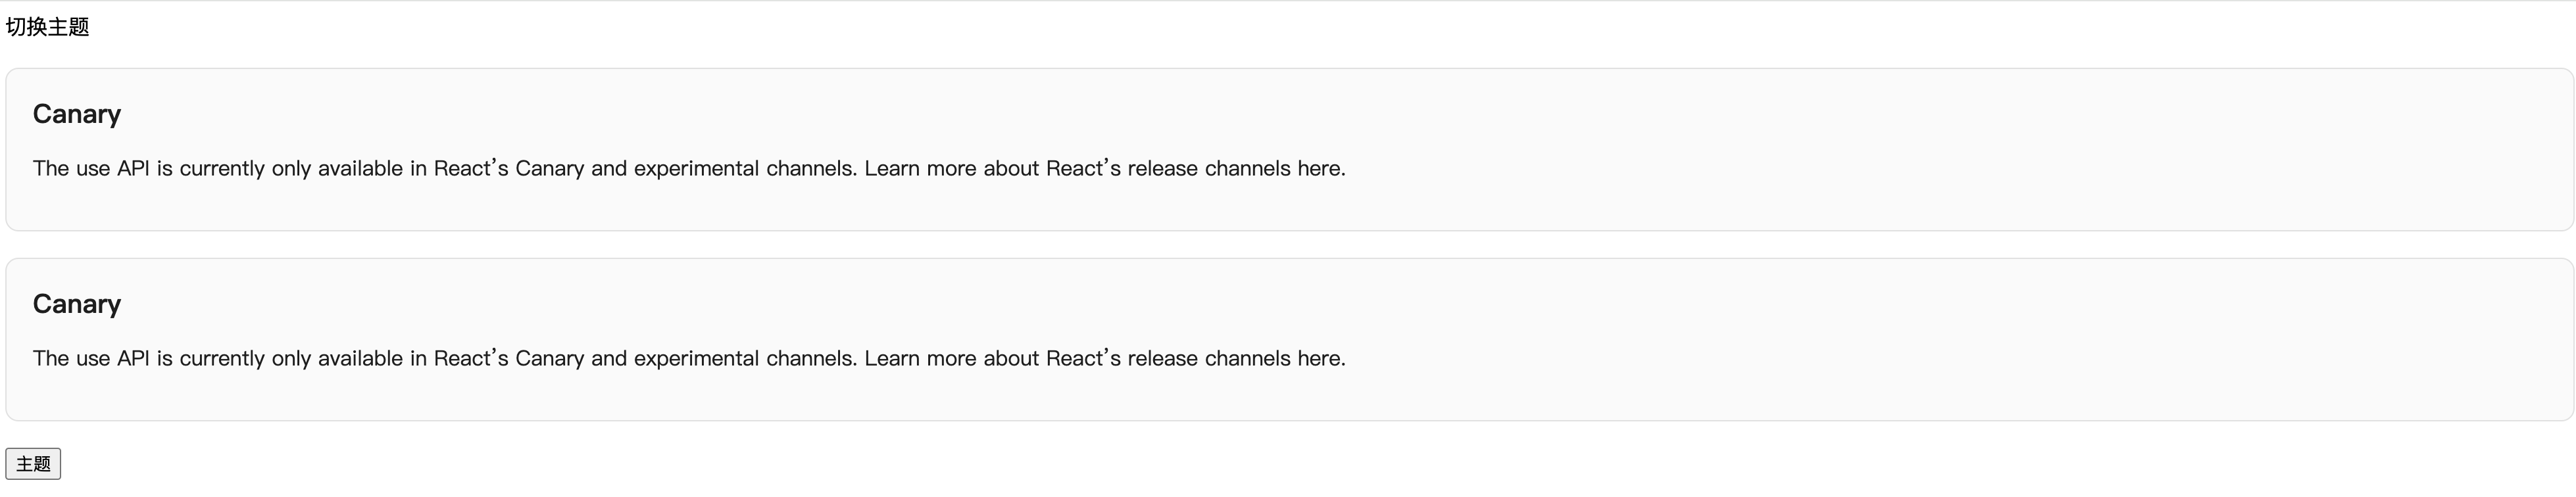 切换主题
Canary
The use API is currently only available in React’s Canary and experimental channels. Learn more about React’s release channels here.
Canary
The use API is currently only available in React’s Canary and experimental channels. Learn more about React’s release channels here.
主题